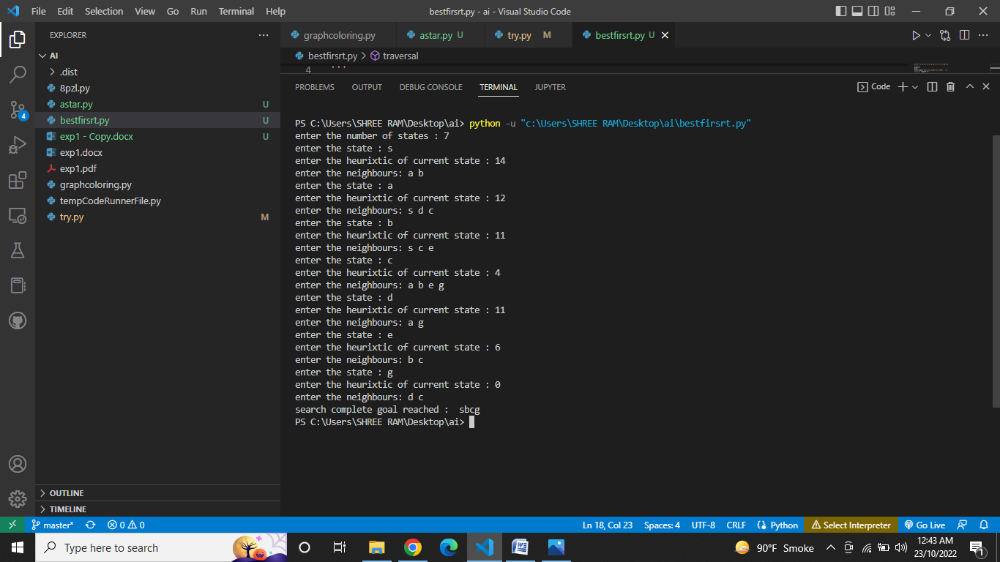 File Edit Selection View Go Run Terminal Help
bestfirsrt.py - ai - Visual Studio Code
EXPLORER
AI
.dist
8pzl.py
astar.py U
bestfirsrt.py U
exp1 - Copy.docx U
exp1.docx
exp1.pdf
graphcoloring.py
tempCodeRunnerFile.py
try.py M
OUTLINE
TIMELINE
4
graphcoloring.py
astar.py U
try.py M
bestfirsrt.py U
bestfirsrt.py > traversal
4 '''
PROBLEMS OUTPUT DEBUG CONSOLE TERMINAL JUPYTER
Code
PS C:\Users\SHREE RAM\Desktop\ai> python -u "c:\Users\SHREE RAM\Desktop\ai\bestfirsrt.py"
enter the number of states : 7
enter the state : s
enter the heurixtic of current state : 14
enter the neighbours: a b
enter the state : a
enter the heurixtic of current state : 12
enter the neighbours: s d c
enter the state : b
enter the heurixtic of current state : 11
enter the neighbours: s c e
enter the state : c
enter the heurixtic of current state : 4
enter the neighbours: a b e g
enter the state : d
enter the heurixtic of current state : 11
enter the neighbours: a g
enter the state : e
enter the heurixtic of current state : 6
enter the neighbours: b c
enter the state : g
enter the heurixtic of current state : 0
enter the neighbours: d c
search complete goal reached :  sbcg
PS C:\Users\SHREE RAM\Desktop\ai>
master* 0 0
Ln 18, Col 23 Spaces: 4 UTF-8 CRLF Python Select Interpreter Go Live
Type here to search
90°F Smoke
12:43 AM
23/10/2022
1